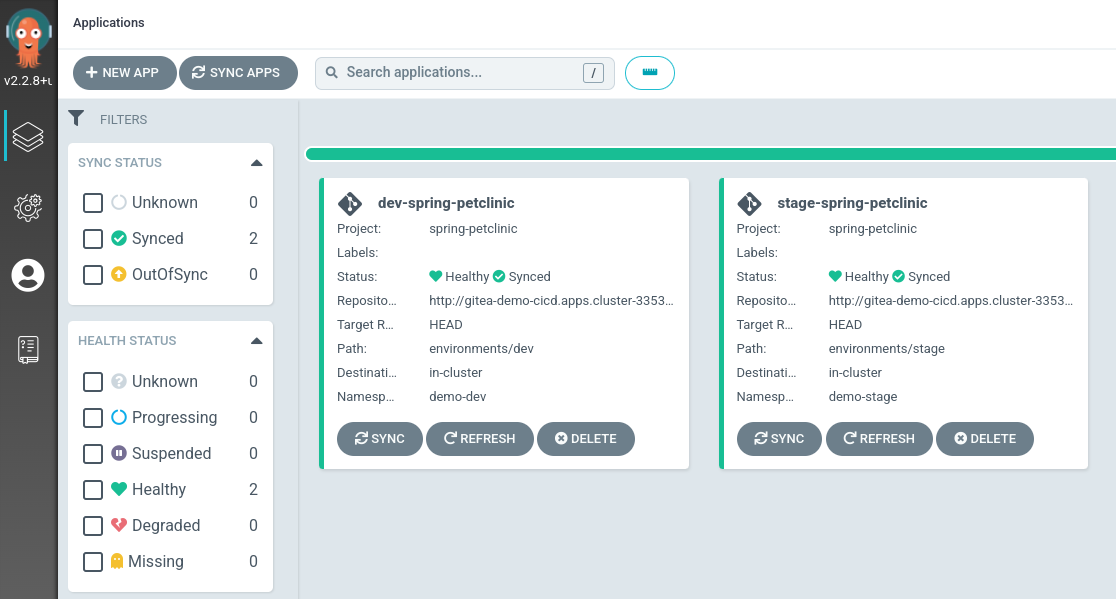 Applications
v2.2.8+u
NEW APP
SYNC APPS
Search applications...
/
FILTERS
SYNC STATUS
Unknown 0
Synced 2
OutOfSync 0
HEALTH STATUS
Unknown 0
Progressing 0
Suspended 0
Healthy 2
Degraded 0
Missing 0
dev-spring-petclinic
Project: spring-petclinic
Labels:
Status: Healthy Synced
Reposito... http://gitea-demo-cicd.apps.cluster-3353...
Target R... HEAD
Path: environments/dev
Destinati... in-cluster
Namesp... demo-dev
SYNC REFRESH DELETE
stage-spring-petclinic
Project: spring-petclinic
Labels:
Status: Healthy Synced
Reposito... http://gitea-demo-cicd.apps.cluster-3353...
Target R... HEAD
Path: environments/stage
Destinati... in-cluster
Namesp... demo-stage
SYNC REFRESH DELETE